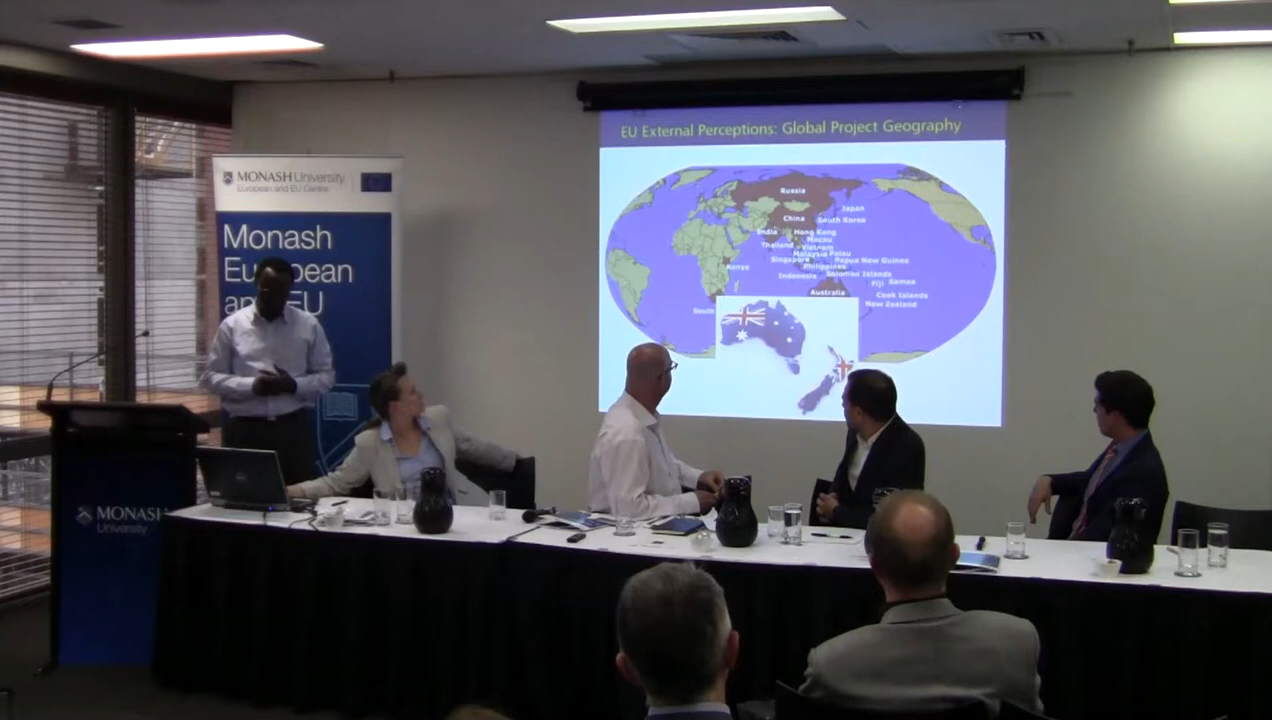 EU External Perceptions: Global Project Geography
MONASH University
European and EU Centre
Monash
European
and EU
Russia
Japan
China
South Korea
India
Hong Kong
Macau
Thailand
Vietnam
Malaysia Palau
Singapore
Papua New Guinea
Kenya
Philippines
Indonesia
Solomon Islands
Fiji
Samoa
Australia
Cook Islands
New Zealand
South
MONASH
University
DELL